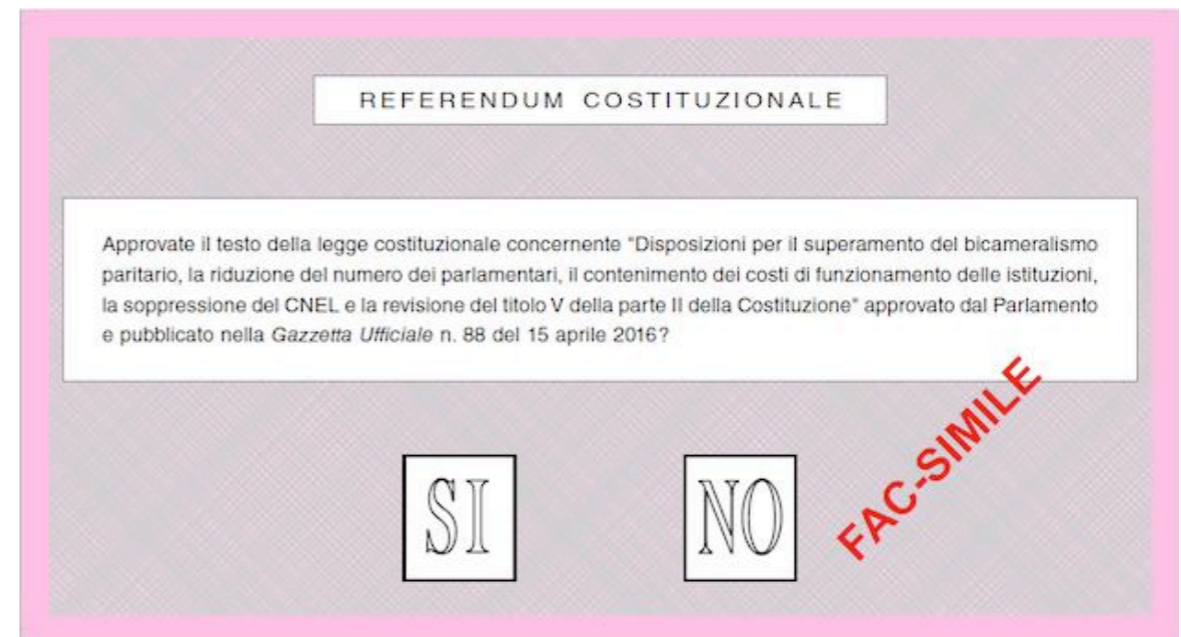 REFERENDUM COSTITUZIONALE
Approvate il testo della legge costituzionale concernente "Disposizioni per il superamento del bicameralismo
paritario, la riduzione del numero dei parlamentari, il contenimento dei costi di funzionamento delle istituzioni,
la soppressione del CNEL e la revisione del titolo V della parte II della Costituzione" approvato dal Parlamento
e pubblicato nella Gazzetta Ufficiale n. 88 del 15 aprile 2016?
SI
NO
FAC-SIMILE